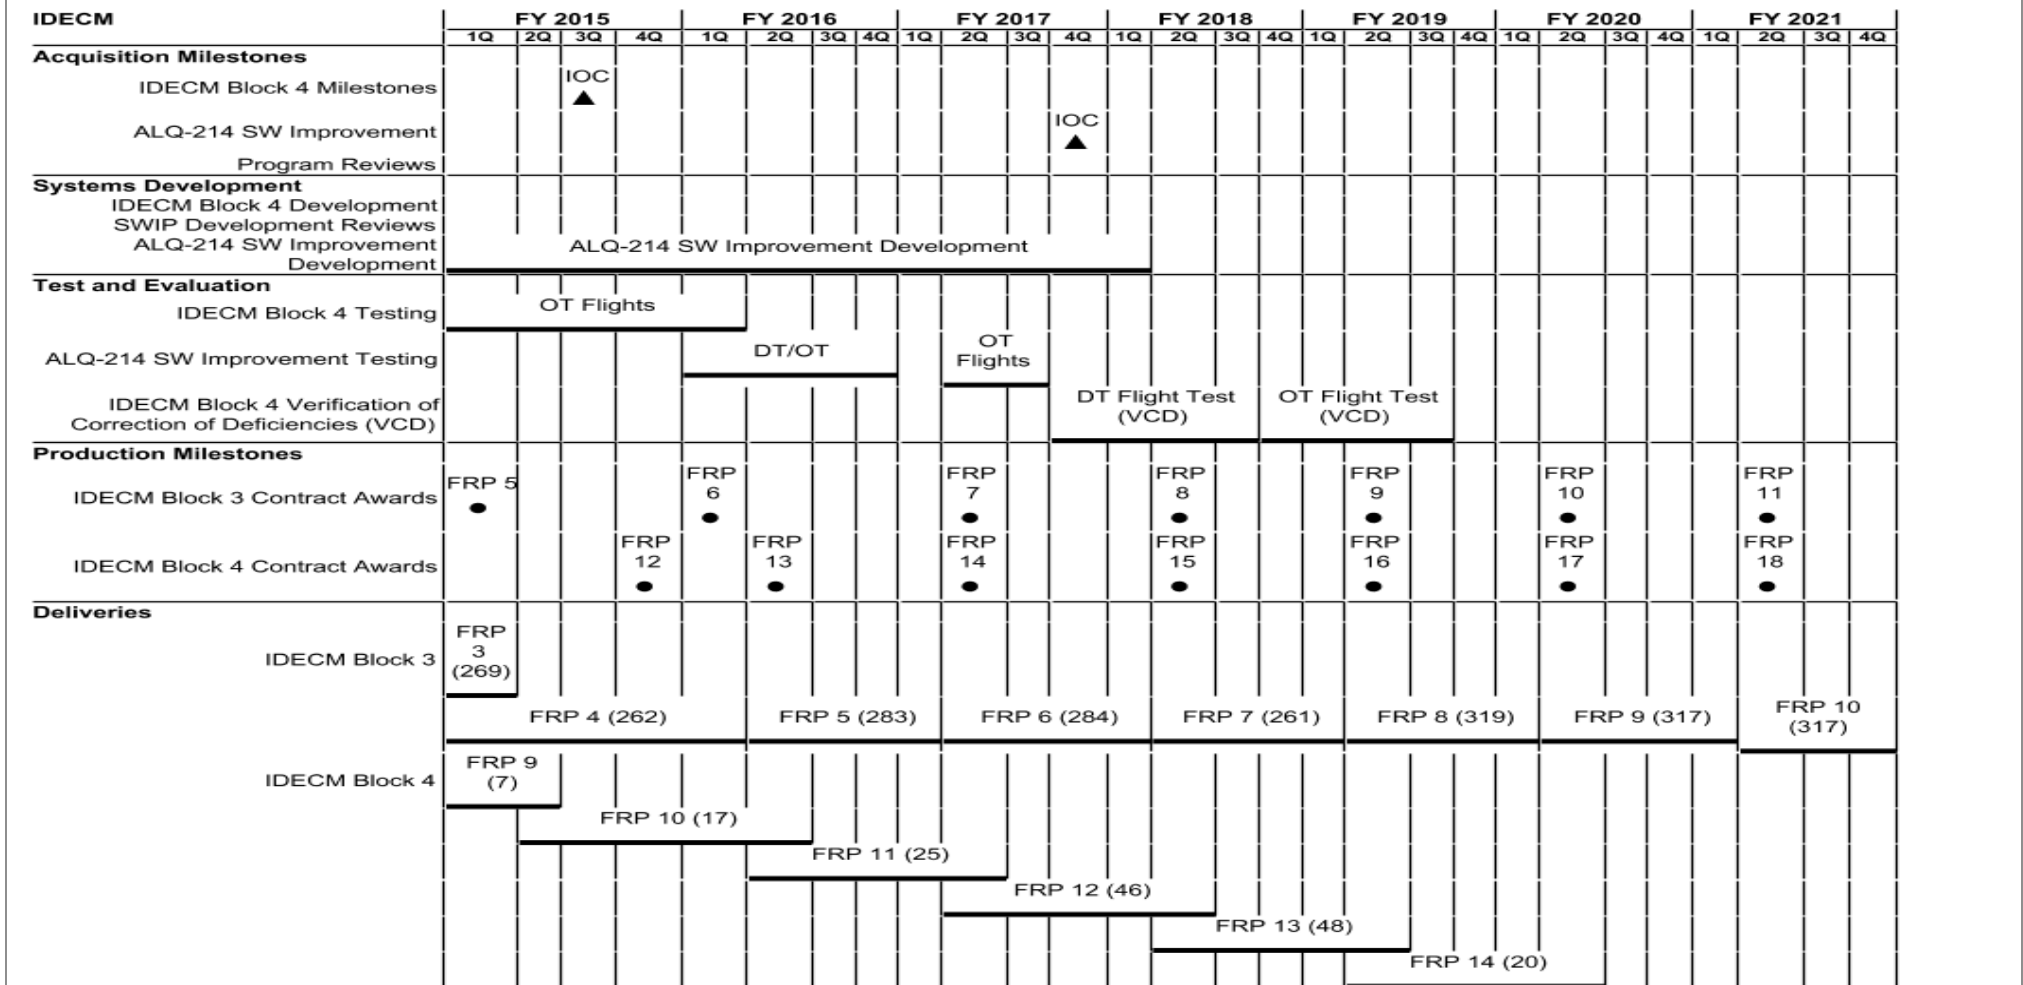 IDECM FY 2015 FY 2016 FY 2017 FY 2018 FY 2019 FY 2020 FY 2021
1Q 2Q 3Q 4Q 1Q 2Q 3Q 4Q 1Q 2Q 3Q 4Q 1Q 2Q 3Q 4Q 1Q 2Q 3Q 4Q 1Q 2Q 3Q 4Q 1Q 2Q 3Q 4Q
Acquisition Milestones
IOC
IDECM Block 4 Milestones
IOC
ALQ-214 SW Improvement
Program Reviews
Systems Development
IDECM Block 4 Development
SWIP Development Reviews
ALQ-214 SW Improvement
Development
ALQ-214 SW Improvement Development
Test and Evaluation
IDECM Block 4 Testing
OT Flights
ALQ-214 SW Improvement Testing
DT/OT
OT
Flights
IDECM Block 4 Verification of
Correction of Deficiencies (VCD)
DT Flight Test
(VCD)
OT Flight Test
(VCD)
Production Milestones
IDECM Block 3 Contract Awards
FRP 5
FRP
6
FRP
7
FRP
8
FRP
9
FRP
10
FRP
11
IDECM Block 4 Contract Awards
FRP
12
FRP
13
FRP
14
FRP
15
FRP
16
FRP
17
FRP
18
Deliveries
IDECM Block 3
FRP
3
(269)
FRP 4 (262)
FRP 5 (283)
FRP 6 (284)
FRP 7 (261)
FRP 8 (319)
FRP 9 (317)
FRP 10
(317)
IDECM Block 4
FRP 9
(7)
FRP 10 (17)
FRP 11 (25)
FRP 12 (46)
FRP 13 (48)
FRP 14 (20)